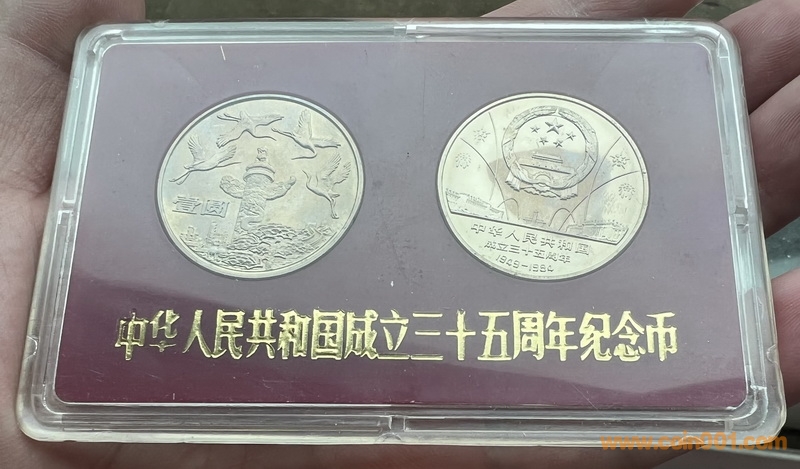 壹圆
中华人民共和国
成立三十五周年
1949-1984
中华人民共和国成立三十五周年纪念币
www.coin001.com